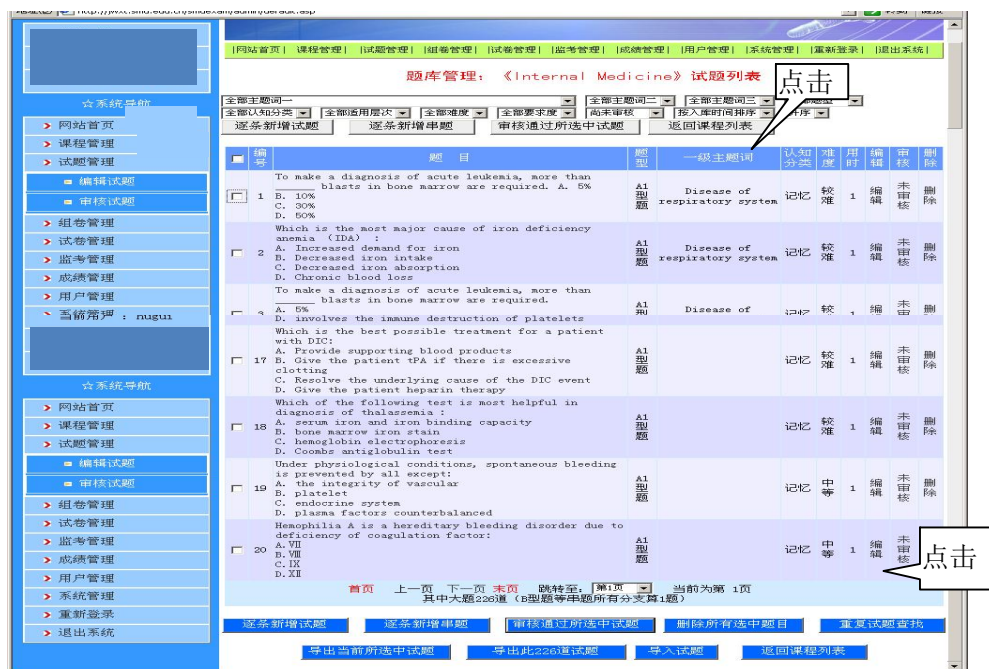 http://jwxt.smu.edu.cn/smdexam/admin/default.asp
|网站首页| 课程管理| |试题管理| |组卷管理| |试卷管理| |监考管理| |成绩管理| |用户管理| |系统管理| |重新登录| |退出系统|
题库管理：《Internal Medicine》试题列表
点击
全部主题词一 全部主题词二 全部主题词三
全部认知分类 全部适用层次 全部难度 全部要求度 尚未审核 按入库时间排序
逐条新增试题 逐条新增串题 审核通过所选中试题 返回课程列表
☆系统导航
网站首页
课程管理
试题管理
编辑试题
审核试题
组卷管理
试卷管理
监考管理
成绩管理
用户管理
当前管理 : nugui
☆系统导航
网站首页
课程管理
试题管理
编辑试题
审核试题
组卷管理
试卷管理
监考管理
成绩管理
用户管理
系统管理
重新登录
退出系统
编号 题 目 题型 一级主题词 认知分类 难度 用时 编辑 审核 删除
To make a diagnosis of acute leukemia, more than
______ blasts in bone marrow are required. A. 5%
1 B. 10% A1型题 Disease of respiratory system 记忆 较难 1 编辑 未审核 删除
C. 30%
D. 50%
Which is the most major cause of iron deficiency
anemia （IDA） :
A. Increased demand for iron
2 B. Decreased iron intake A1型题 Disease of respiratory system 记忆 较难 1 编辑 未审核 删除
C. Decreased iron absorption
D. Chronic blood loss
To make a diagnosis of acute leukemia, more than
______ blasts in bone marrow are required.
A. 5% A1 Disease of 较 1 编 未
D. involves the immune destruction of platelets
Which is the best possible treatment for a patient
with DIC:
A. Provide supporting blood products
17 B. Give the patient tPA if there is excessive A1型题 记忆 较难 1 编辑 未审核 删除
clotting
C. Resolve the underlying cause of the DIC event
D. Give the patient heparin therapy
Which of the following test is most helpful in
diagnosis of thalassemia :
18 A. serum iron and iron binding capacity A1型题 记忆 较难 1 编辑 未审核 删除
B. bone marrow iron stain
C. hemoglobin electrophoresis
D. Coombs antiglobulin test
Under physiological conditions, spontaneous bleeding
is prevented by all except:
19 A. the integrity of vascular A1型题 记忆 中等 1 编辑 未审核 删除
B. platelet
C. endocrine system
D. plasma factors counterbalanced
Hemophilia A is a hereditary bleeding disorder due to
deficiency of coagulation factor:
20 A. Ⅶ A1型题 记忆 中等 1 编辑 未审核
B. Ⅷ
C. IX
D. XII
点击
首页 上一页 下一页 末页 跳转至: 第1页 当前为第 1页
其中大题226道（B型题等串题所有分支算1题）
逐条新增试题 逐条新增串题 审核通过所选中试题 删除所有选中题目 重复试题查找
导出当前所选中试题 导出此226道试题 导入试题 返回课程列表